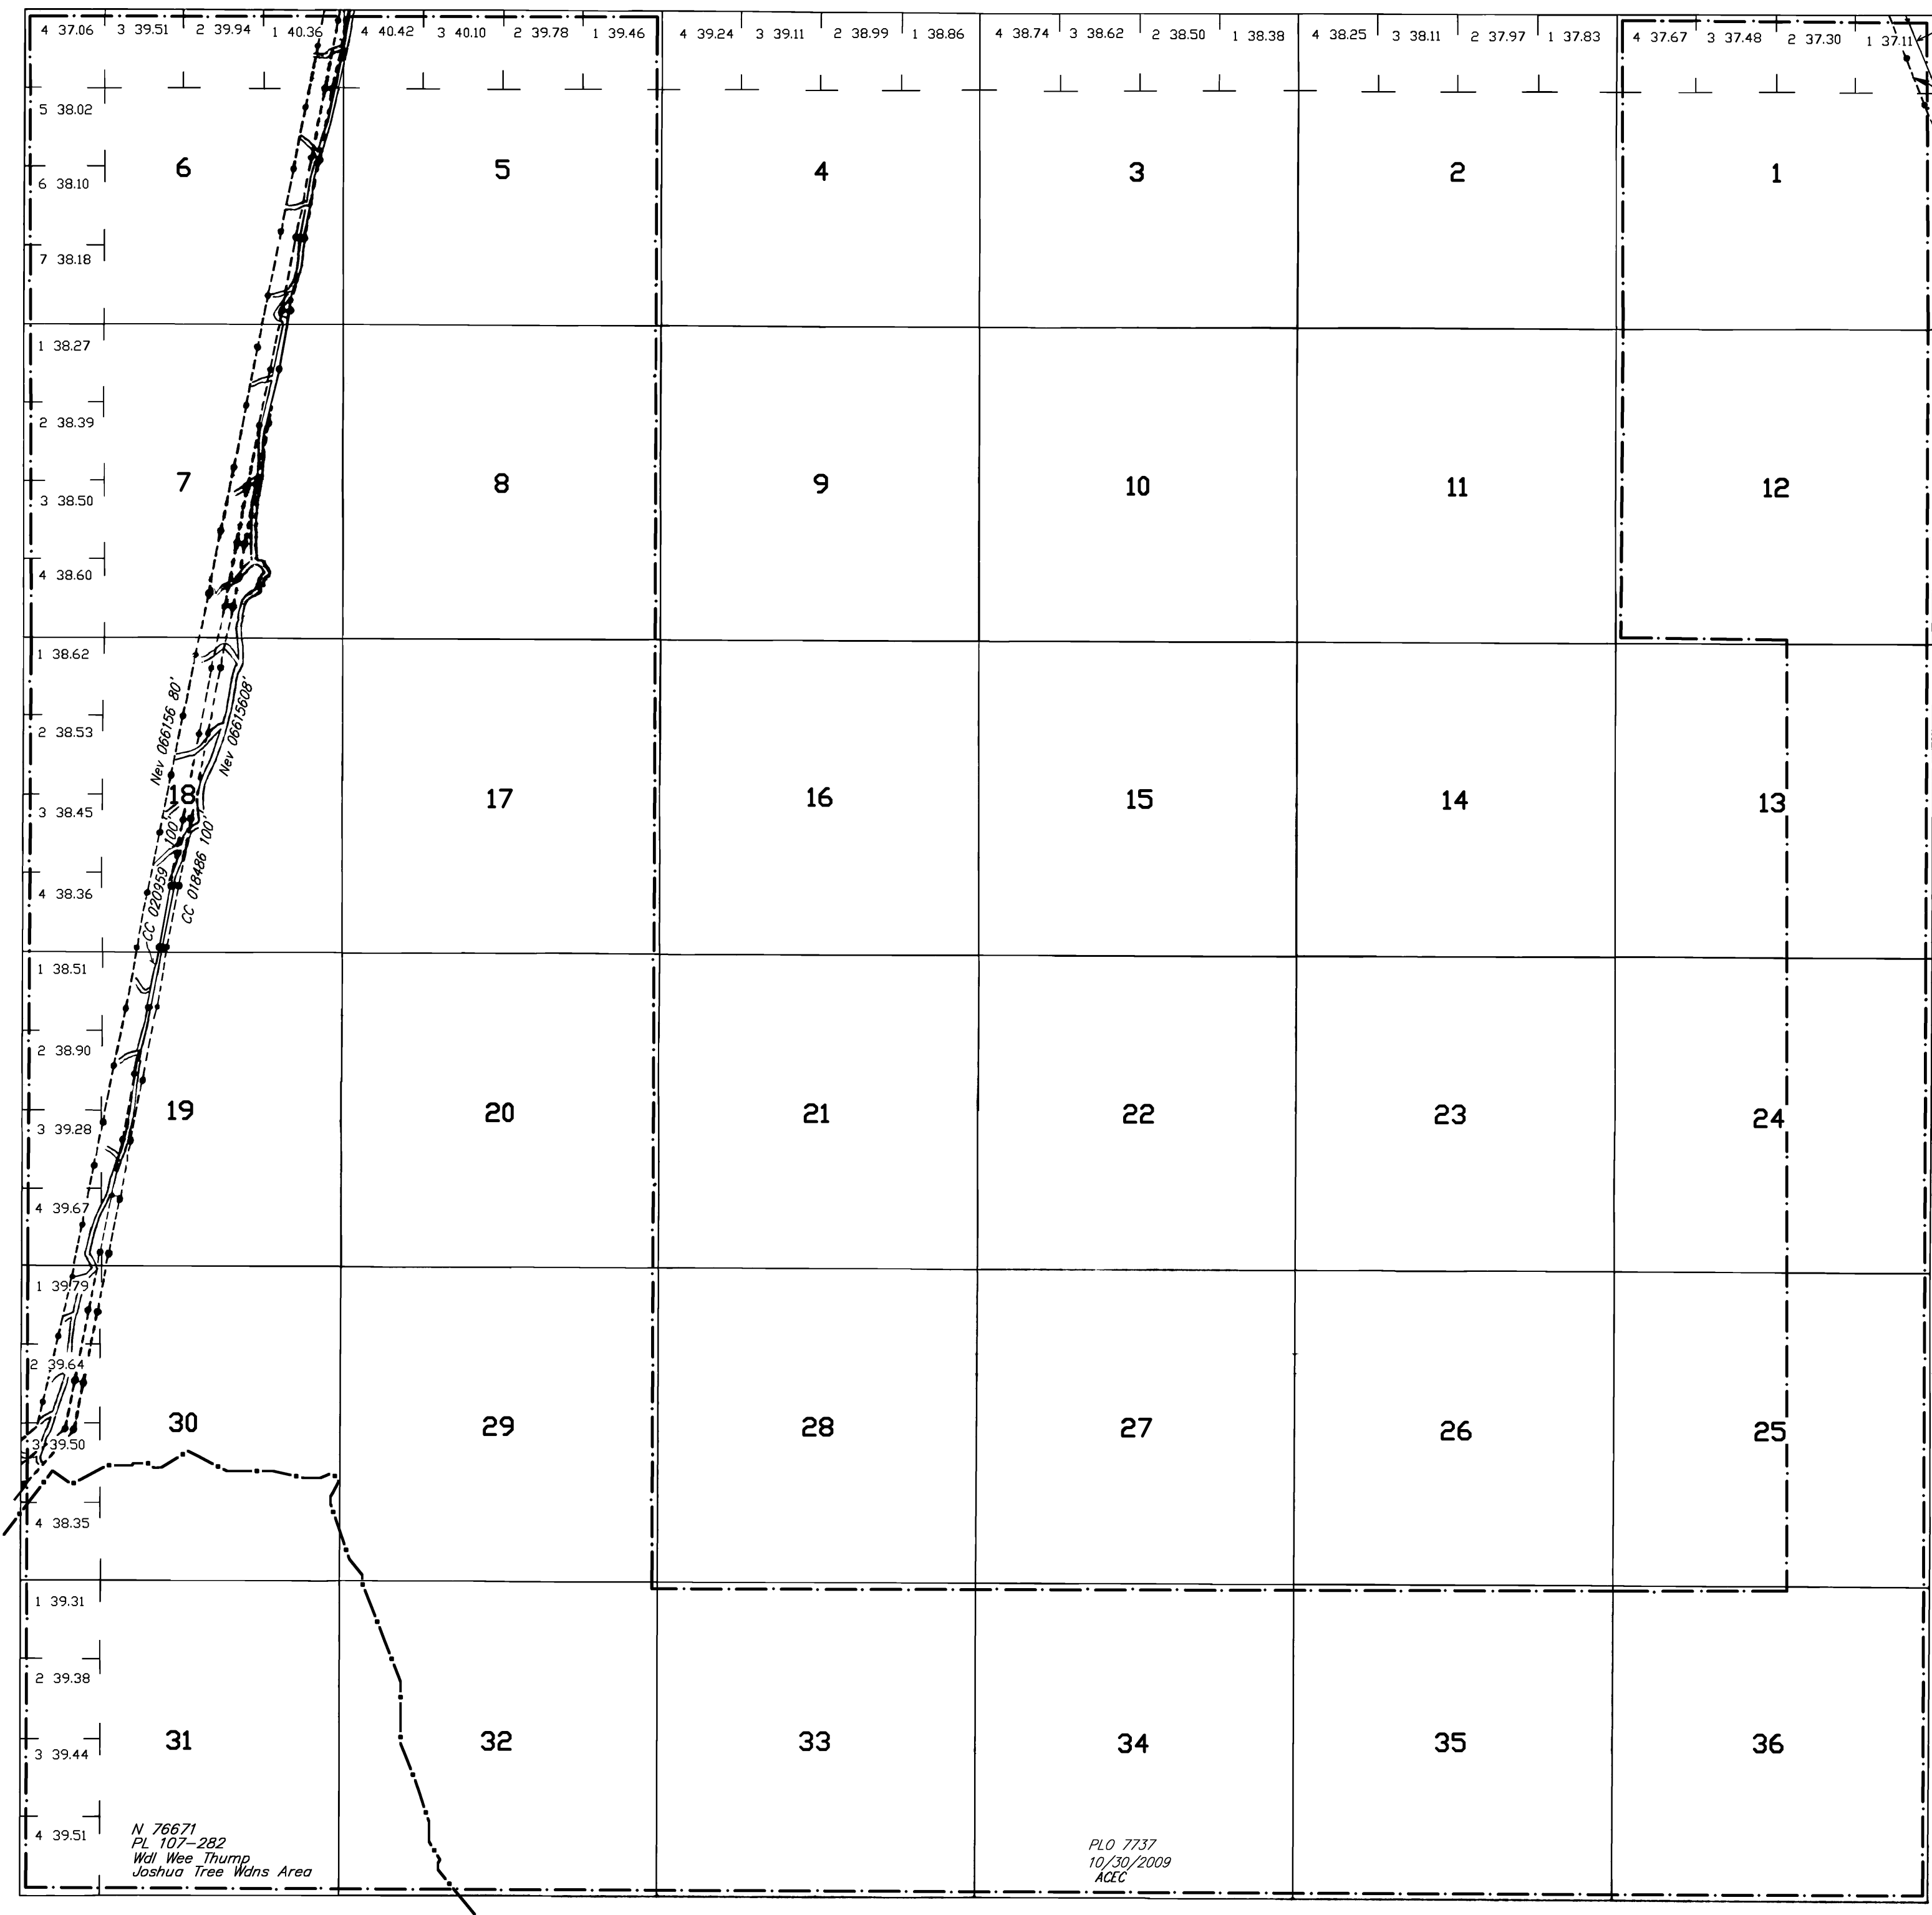 4 37.06 3 39.51 2 39.94 1 40.36 4 40.42 3 40.10 2 39.78 1 39.46 4 39.24 3 39.11 2 38.99 1 38.86 4 38.74 3 38.62 2 38.50 1 38.38 4 38.25 3 38.11 2 37.97 1 37.83 4 37.67 3 37.48 2 37.30 1 37.11
5 38.02
6 5 4 3 2 1
6 38.10
7 38.18
1 38.27
2 38.39
7 8 9 10 11 12
3 38.50
4 38.60
1 38.62
Nev 066156 80'
Nev 06615608'
2 38.53
18 17 16 15 14 13
3 38.45
CC 020959 100'
CC 018486 100'
4 38.36
1 38.51
2 38.90
19 20 21 22 23 24
3 39.28
4 39.67
1 39.79
2 39.64
30 29 28 27 26 25
3 39.50
4 38.35
1 39.31
2 39.38
31 32 33 34 35 36
3 39.44
4 39.51
N 76671
PL 107-282
Wdl Wee Thump
Joshua Tree Wdns Area
PLO 7737
10/30/2009
ACEC